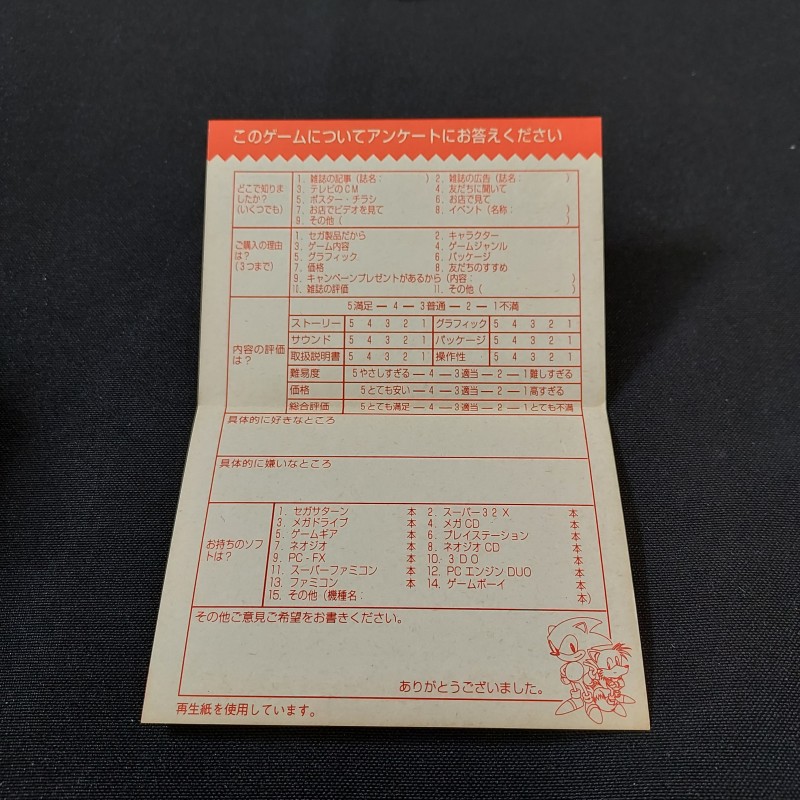 このゲームについてアンケートにお答えください
どこで知りましたか?(いくつでも)
1. 雑誌の記事(誌名: ) 2. 雑誌の広告(誌名: )
3. テレビのCM 4. 友だちに聞いて
5. ポスター・チラシ 6. お店で見て
7. お店でビデオを見て 8. イベント(名称: )
9. その他( )
ご購入の理由は?(3つまで)
1. セガ製品だから 2. キャラクター
3. ゲーム内容 4. ゲームジャンル
5. グラフィック 6. パッケージ
7. 価格 8. 友だちのすすめ
9. キャンペーンプレゼントがあるから(内容: )
10. 雑誌の評価 11. その他( )
内容の評価は?
5満足 ― 4 ― 3普通 ― 2 ― 1不満
ストーリー 5 4 3 2 1 グラフィック 5 4 3 2 1
サウンド 5 4 3 2 1 パッケージ 5 4 3 2 1
取扱説明書 5 4 3 2 1 操作性 5 4 3 2 1
難易度 5やさしすぎる ― 4 ― 3適当 ― 2 ― 1難しすぎる
価格 5とても安い ― 4 ― 3適当 ― 2 ― 1高すぎる
総合評価 5とても満足 ― 4 ― 3適当 ― 2 ― 1とても不満
具体的に好きなところ
具体的に嫌いなところ
お持ちのソフトは?
1. セガサターン 本 2. スーパー32X 本
3. メガドライブ 本 4. メガCD 本
5. ゲームギア 本 6. プレイステーション 本
7. ネオジオ 本 8. ネオジオCD 本
9. PC-FX 本 10. 3DO 本
11. スーパーファミコン 本 12. PCエンジンDUO 本
13. ファミコン 本 14. ゲームボーイ 本
15. その他(機種名: 本)
その他ご意見ご希望をお書きください。
ありがとうございました。
再生紙を使用しています。